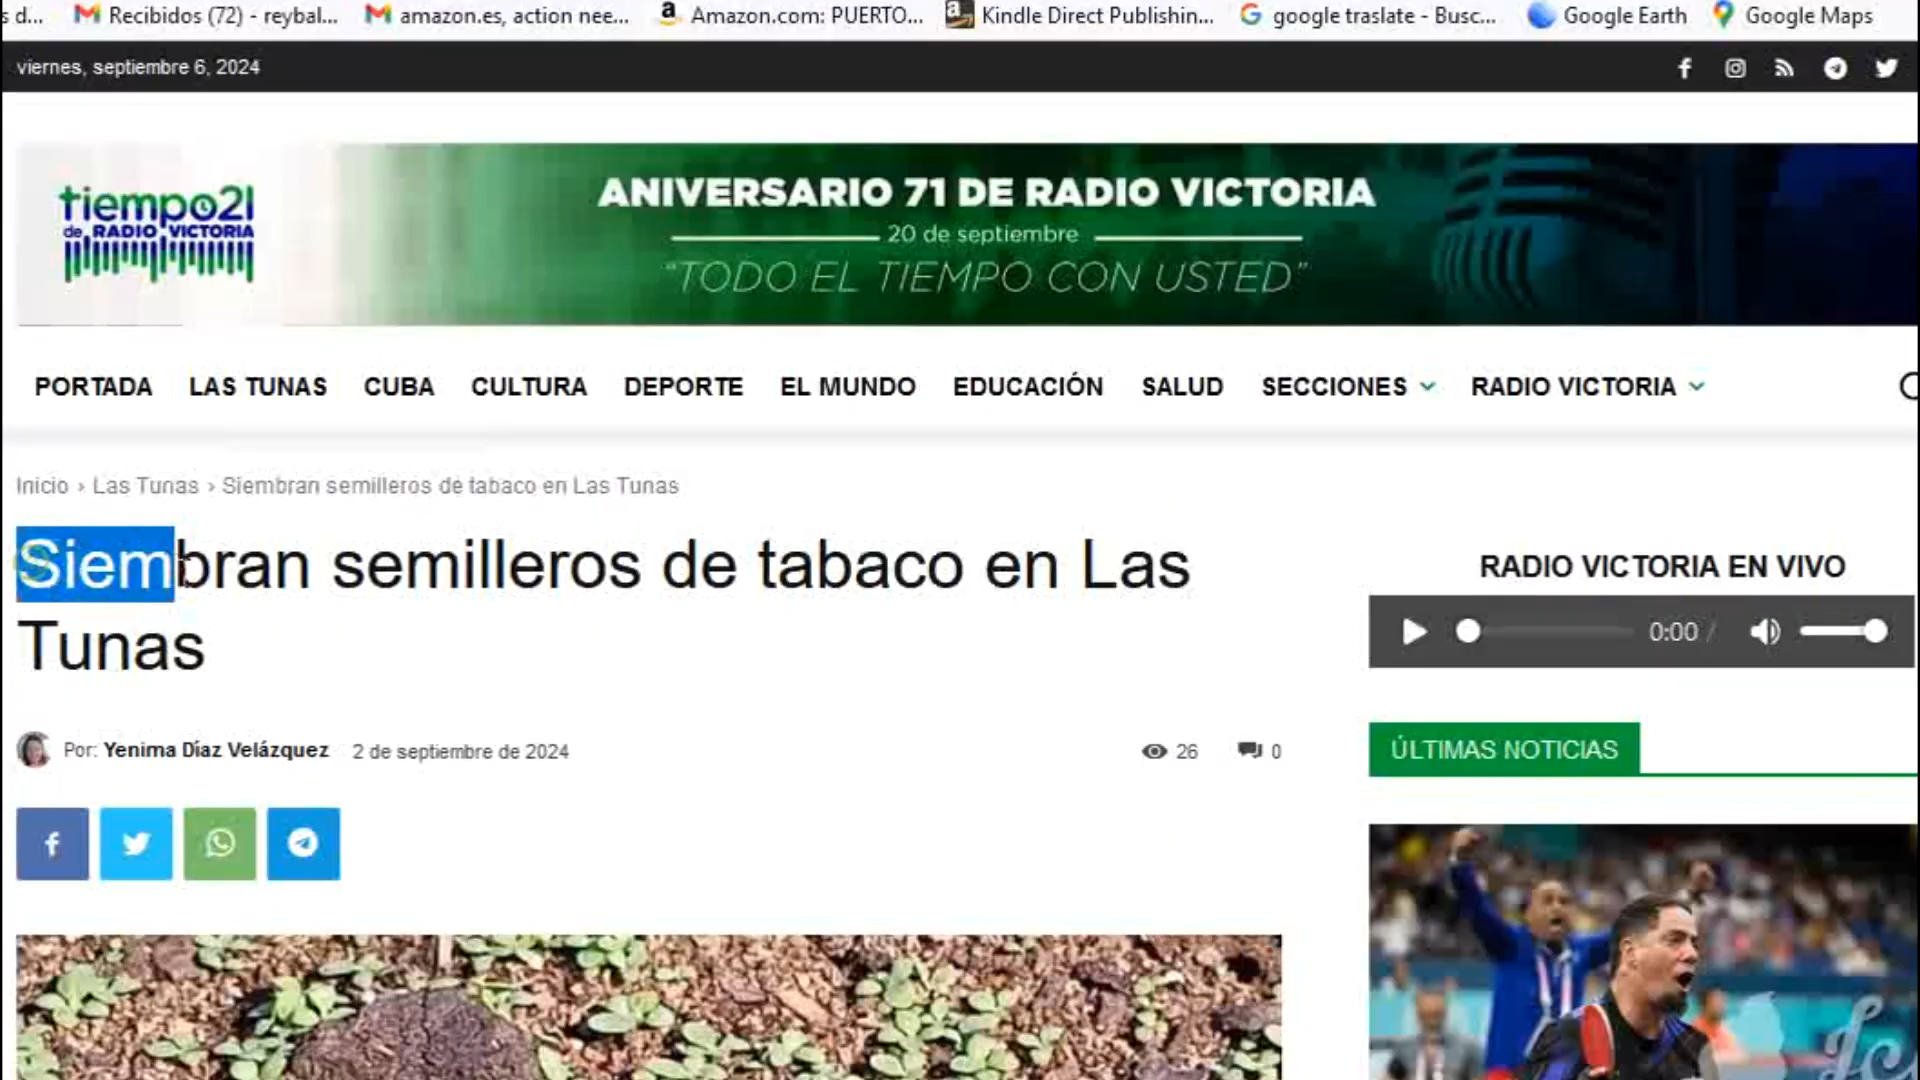 s d...
Recibidos (72) - reybal...
amazon.es, action nee...
Amazon.com: PUERTO...
Kindle Direct Publishin...
google traslate - Busc...
Google Earth
Google Maps
viernes, septiembre 6, 2024
tiempo21
de RADIO VICTORIA
ANIVERSARIO 71 DE RADIO VICTORIA
20 de septiembre
"TODO EL TIEMPO CON USTED"
PORTADA
LAS TUNAS
CUBA
CULTURA
DEPORTE
EL MUNDO
EDUCACIÓN
SALUD
SECCIONES
RADIO VICTORIA
Inicio › Las Tunas › Siembran semilleros de tabaco en Las Tunas
Siembran semilleros de tabaco en Las
Tunas
Por: Yenima Díaz Velázquez 2 de septiembre de 2024
26
0
RADIO VICTORIA EN VIVO
0:00 /
ÚLTIMAS NOTICIAS